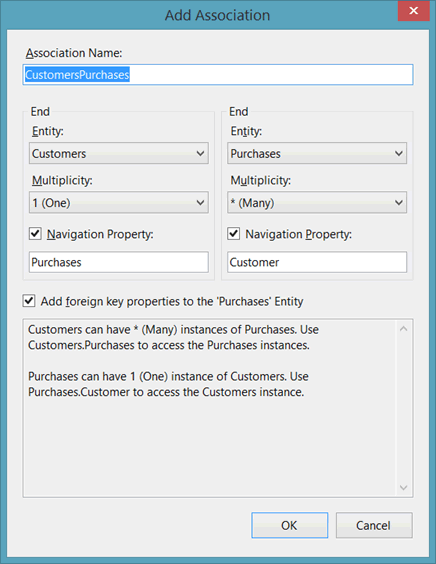 Add Association
Association Name:
CustomersPurchases
End
Entity:
Customers
Multiplicity:
1 (One)
Navigation Property:
Purchases
End
Entity:
Purchases
Multiplicity:
* (Many)
Navigation Property:
Customer
Add foreign key properties to the 'Purchases' Entity
Customers can have * (Many) instances of Purchases. Use
Customers.Purchases to access the Purchases instances.
Purchases can have 1 (One) instance of Customers. Use
Purchases.Customer to access the Customers instance.
OK
Cancel